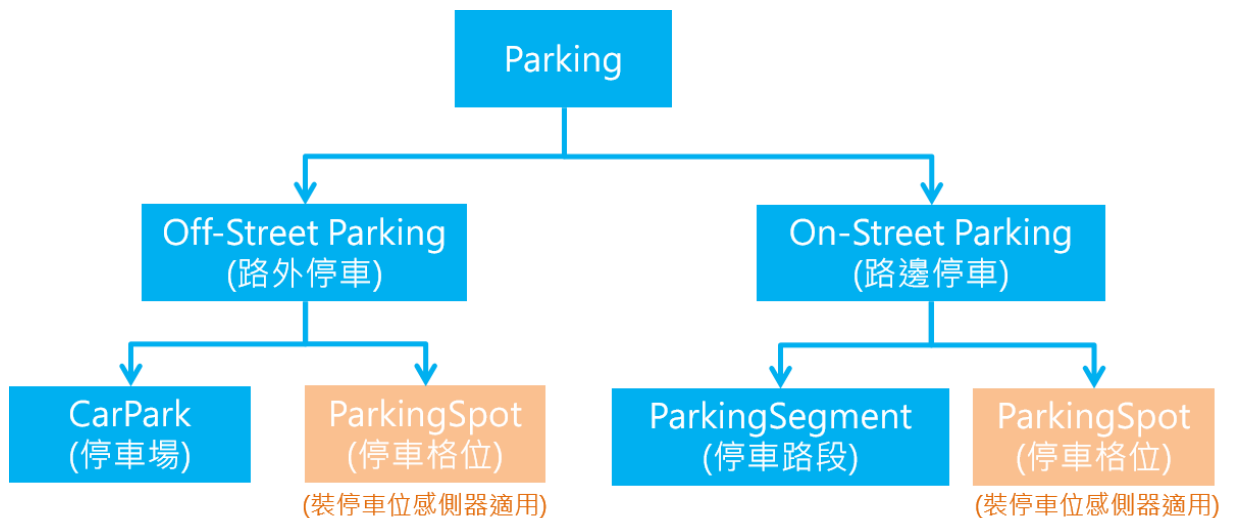 Parking
Off-Street Parking
(路外停車)
On-Street Parking
(路邊停車)
CarPark
(停車場)
ParkingSpot
(停車格位)
(裝停車位感側器適用)
ParkingSegment
(停車路段)
ParkingSpot
(停車格位)
(裝停車位感側器適用)